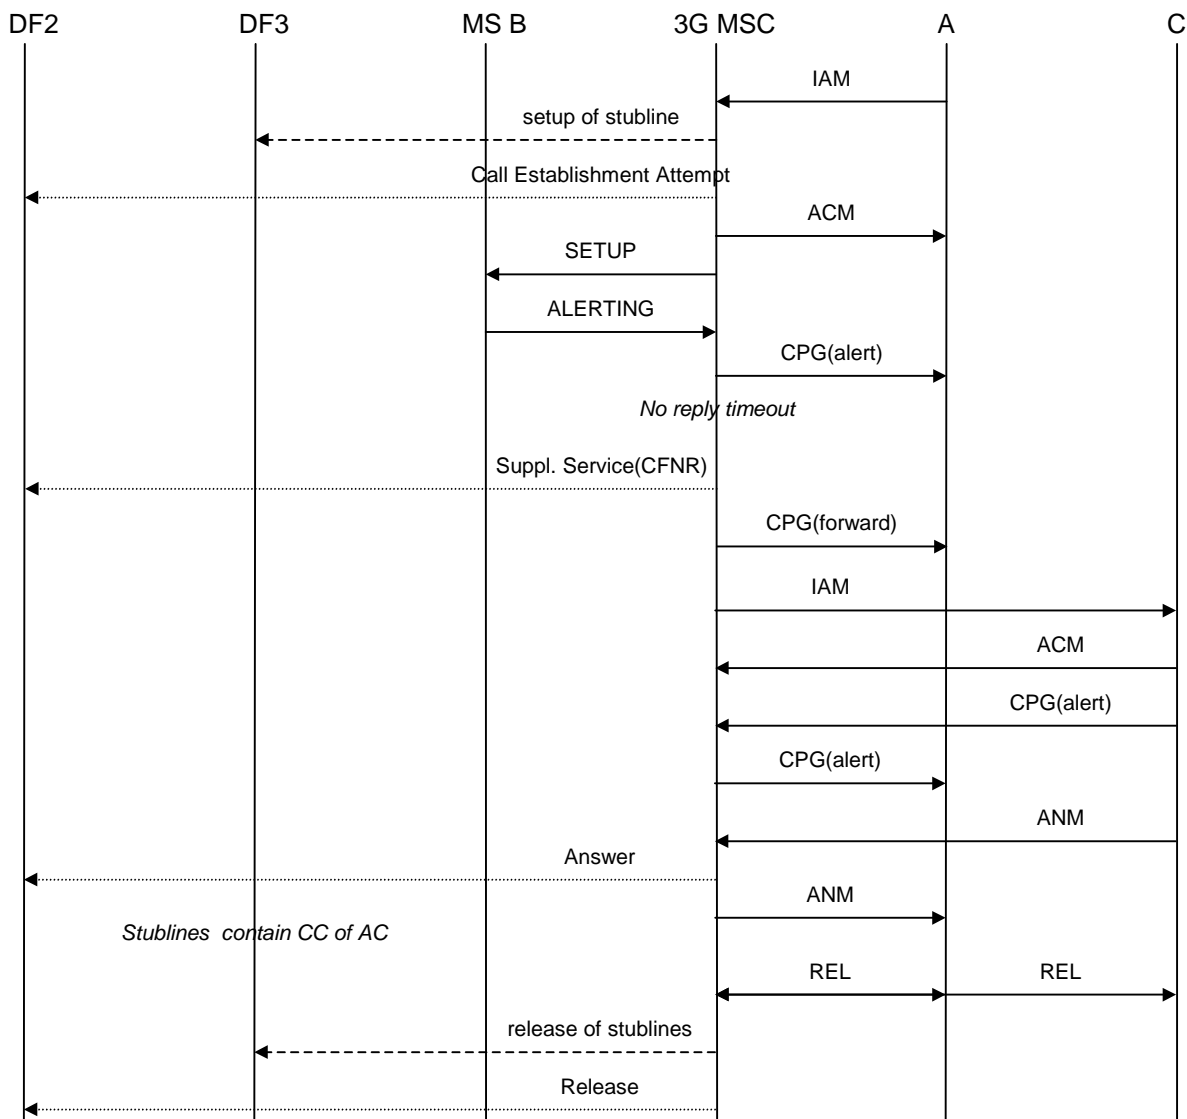 DF2 DF3 MS B 3G MSC A C
IAM
setup of stubline
Call Establishment Attempt
ACM
SETUP
ALERTING
CPG(alert)
No reply timeout
Suppl. Service(CFNR)
CPG(forward)
IAM
ACM
CPG(alert)
CPG(alert)
ANM
Answer
ANM
Stublines contain CC of AC
REL REL
release of stublines
Release